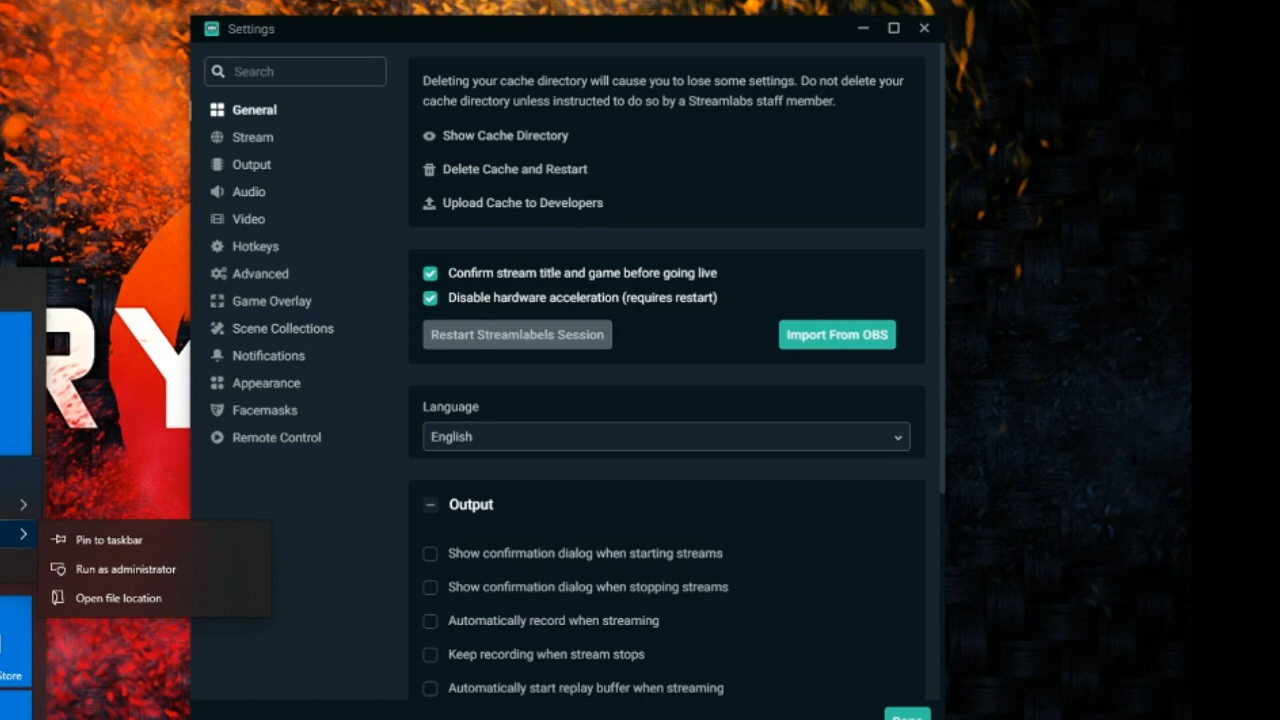 Settings
Search
General
Stream
Output
Audio
Video
Hotkeys
Advanced
Game Overlay
Scene Collections
Notifications
Appearance
Facemasks
Remote Control
Deleting your cache directory will cause you to lose some settings. Do not delete your
cache directory unless instructed to do so by a Streamlabs staff member.
Show Cache Directory
Delete Cache and Restart
Upload Cache to Developers
Confirm stream title and game before going live
Disable hardware acceleration (requires restart)
Restart Streamlabels Session
Import From OBS
Language
English
Output
Show confirmation dialog when starting streams
Show confirmation dialog when stopping streams
Automatically record when streaming
Keep recording when stream stops
Automatically start replay buffer when streaming
Done
RY
Pin to taskbar
Run as administrator
Open file location
Store